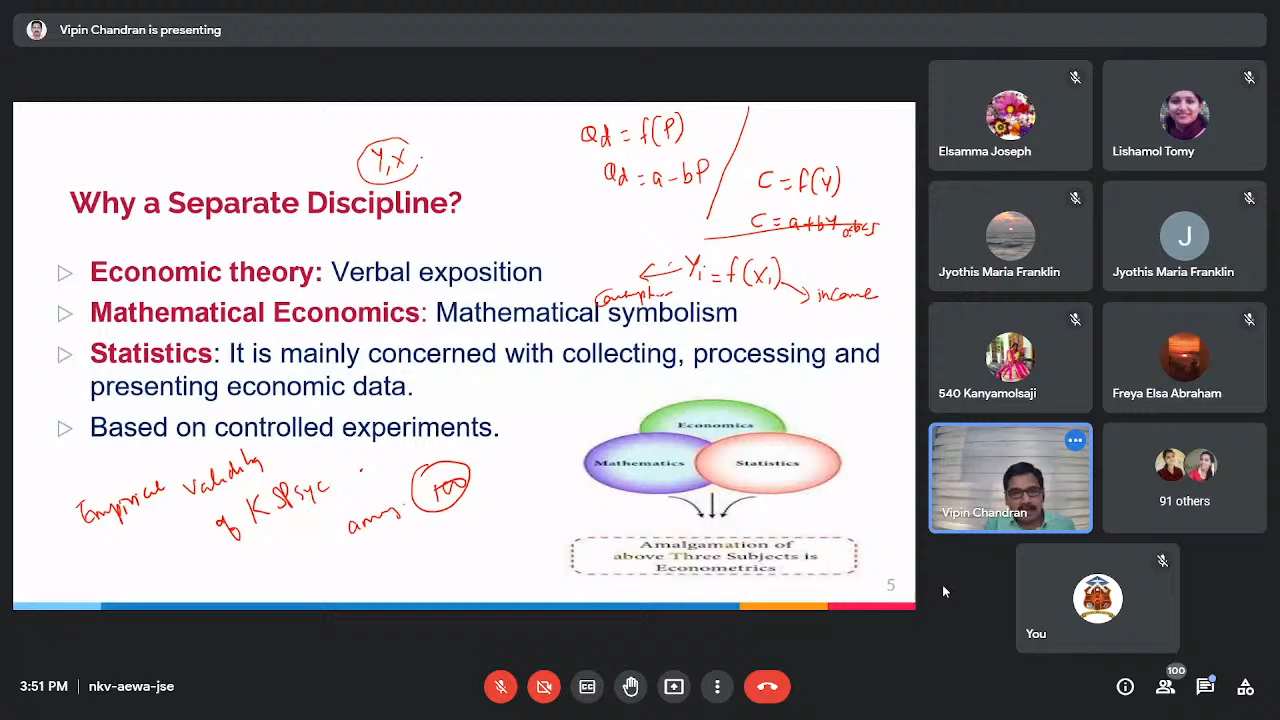 Vipin Chandran is presenting
Y, X
Qd = f(P)
Qd = a - bP
C = f(Y)
C = a + bY
Why a Separate Discipline?
Yi = f(Xi)
income
Economic theory: Verbal exposition
Mathematical Economics: Mathematical symbolism
Statistics: It is mainly concerned with collecting, processing and
presenting economic data.
Based on controlled experiments.
Empirical validity
of K
100
Economics
Mathematics
Statistics
Amalgamation of
above Three Subjects is
Econometrics
5
Elsamma Joseph
Lishamol Tomy
Jyothis Maria Franklin
J
Jyothis Maria Franklin
540 Kanyamolsaji
Freya Elsa Abraham
Vipin Chandran
91 others
You
3:51 PM
nkv-aewa-jse
100